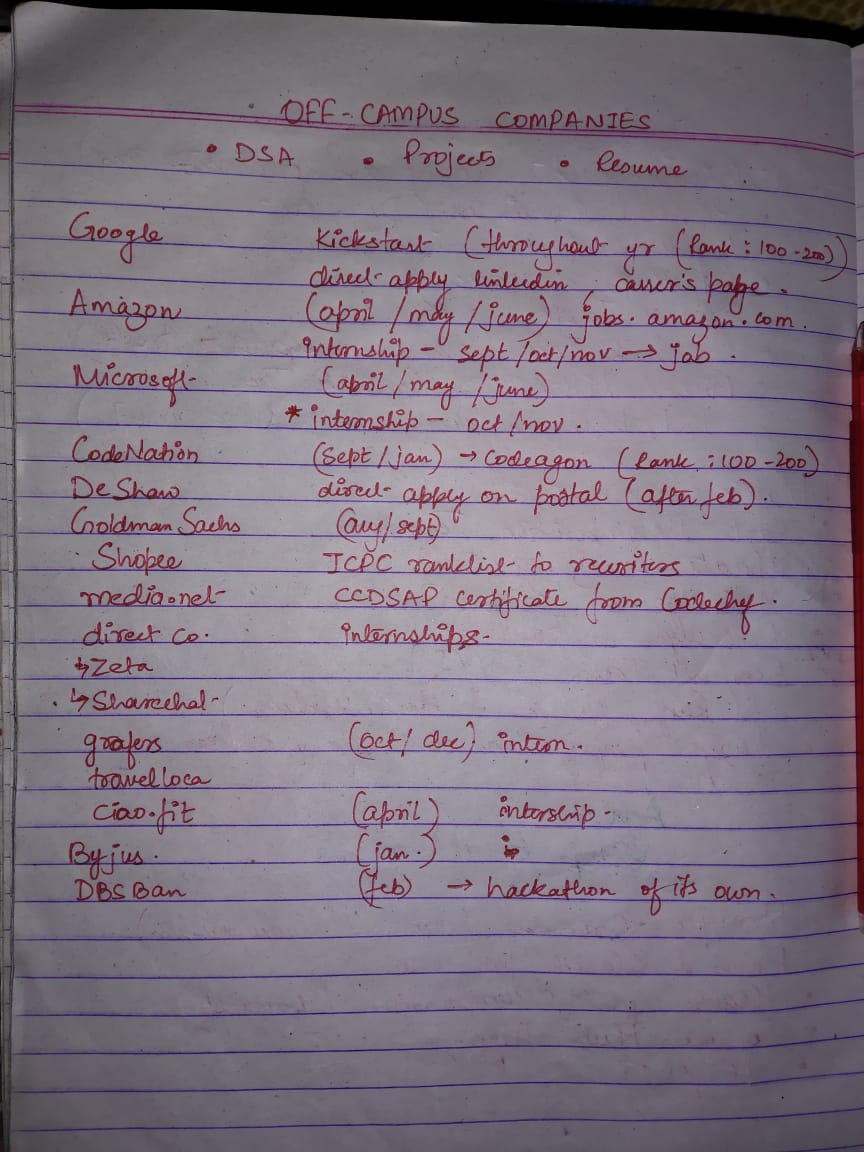 OFF-CAMPUS COMPANIES
• DSA • Projects • Resume
Google Kickstart (throughout yr (Rank : 100-200))
direct apply linkedin, career's page.
Amazon (april / may / june) jobs.amazon.com.
internship - sept/oct/nov → job.
Microsoft (april / may / june)
* internship - oct/nov.
CodeNation (Sept/jan) → Codeagon (Rank : 100-200)
DeShaw direct apply on portal (after feb).
Goldman Sachs (aug/sept)
Shopee ICPC ranklist to recruiters
media.net CCDSAP certificate from Codechef.
direct co. internships-
↳ Zeta
↳ Sharechat
grofers (oct/ dec) intern.
travelloca
Ciao.fit (april) intership -
Byjus. (jan.)
DBS Ban (feb) → hackathon of its own.